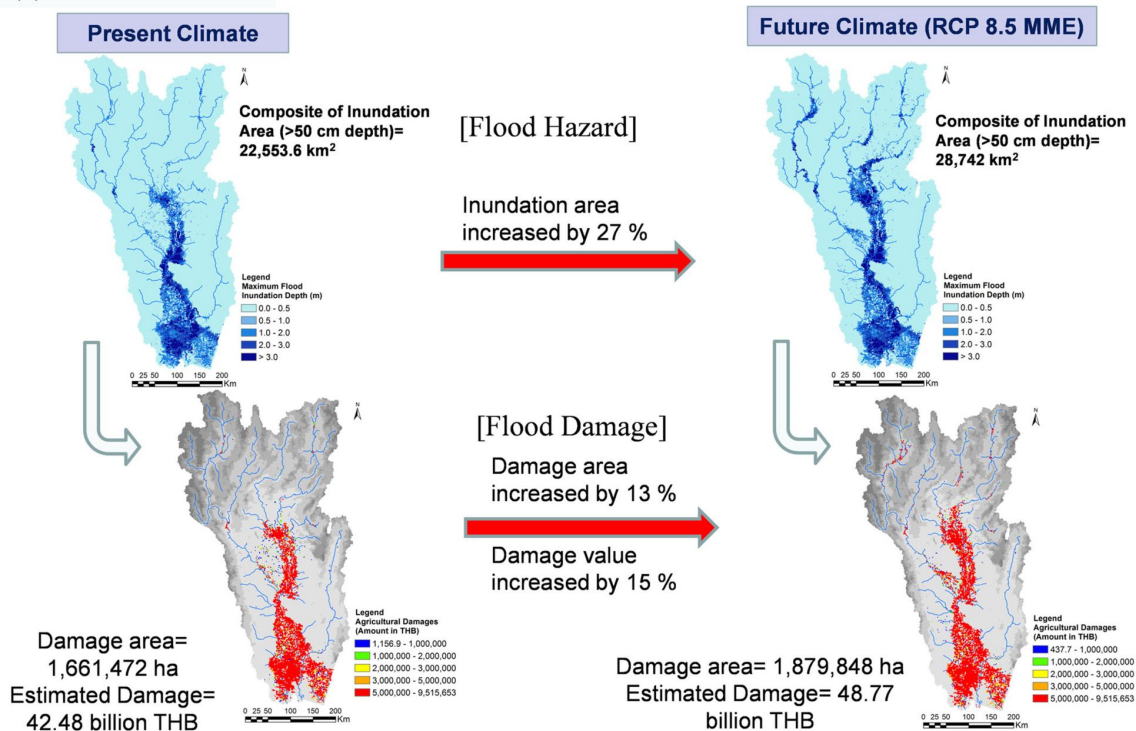 Present Climate
Future Climate (RCP 8.5 MME)
N
Composite of Inundation
Area (>50 cm depth)=
22,553.6 km²
[Flood Hazard]
N
Composite of Inundation
Area (>50 cm depth)=
28,742 km²
Inundation area
increased by 27 %
Legend
Maximum Flood
Inundation Depth (m)
0.0 - 0.5
0.5 - 1.0
1.0 - 2.0
2.0 - 3.0
> 3.0
0 25 50 100 150 200
Km
Legend
Maximum Flood
Inundation Depth (m)
0.0 - 0.5
0.5 - 1.0
1.0 - 2.0
2.0 - 3.0
> 3.0
0 25 50 100 150 200
Km
N
[Flood Damage]
N
Damage area
increased by 13 %
Damage value
increased by 15 %
Legend
Agricultural Damages
(Amount in THB)
1,156.9 - 1,000,000
1,000,000 - 2,000,000
2,000,000 - 3,000,000
3,000,000 - 5,000,000
5,000,000 - 9,515,653
0 25 50 100 150 200
Km
Damage area=
1,661,472 ha
Estimated Damage=
42.48 billion THB
Damage area= 1,879,848 ha
Estimated Damage= 48.77
billion THB
Legend
Agricultural Damages
(Amount in THB)
437.7 - 1,000,000
1,000,000 - 2,000,000
2,000,000 - 3,000,000
3,000,000 - 5,000,000
5,000,000 - 9,515,653
0 25 50 100 150 200
Km